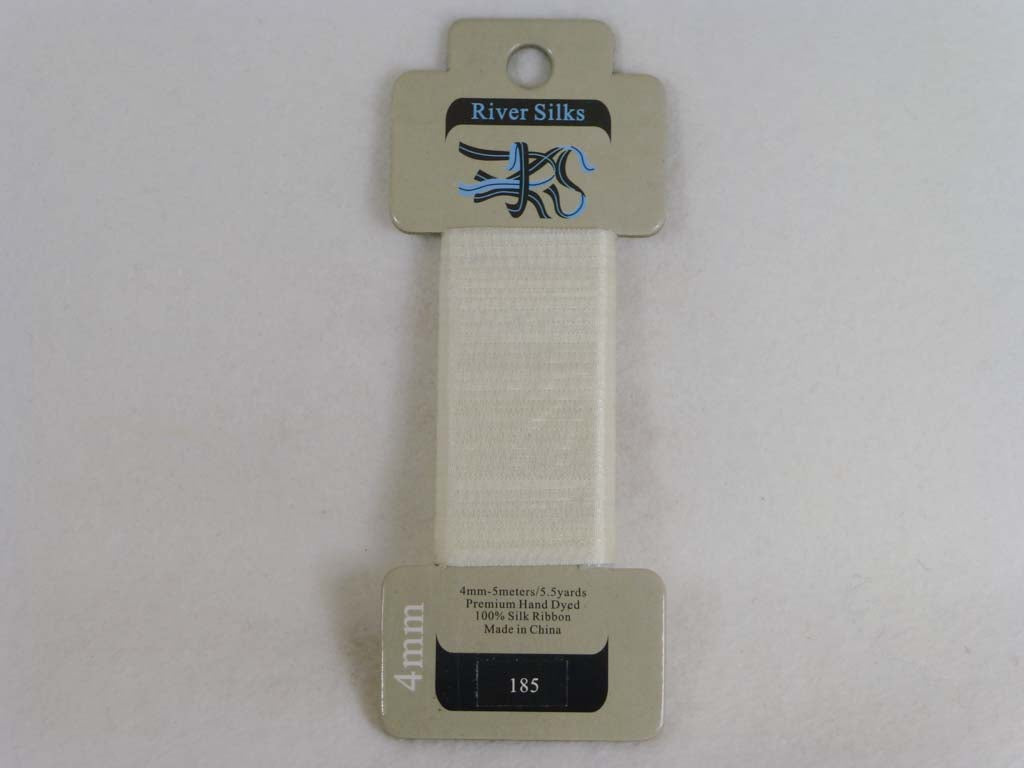 River Silks
4mm-5meters/5.5yards
Premium Hand Dyed
100% Silk Ribbon
Made in China
4mm
185